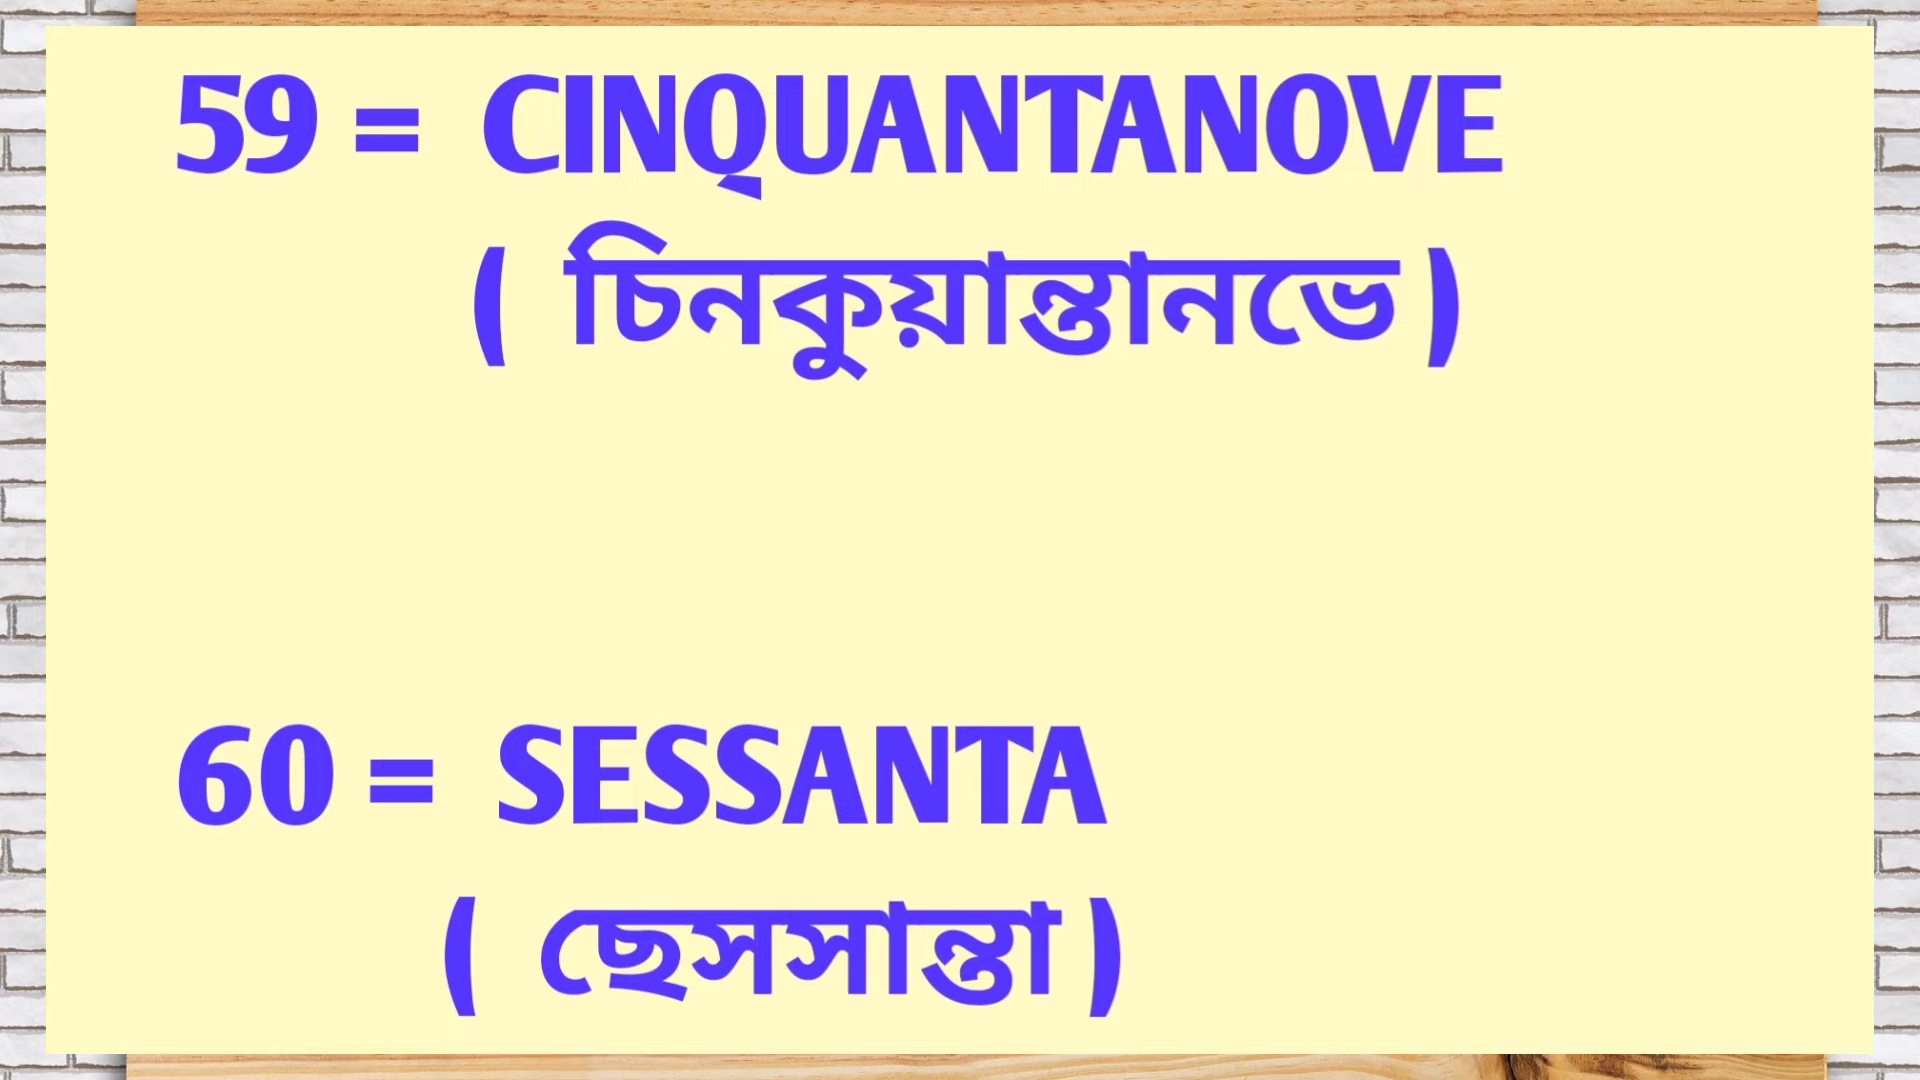 59 = CINQUANTANOVE
( চিনকুয়ান্তানভে )
60 = SESSANTA
( ছেসসান্তা )